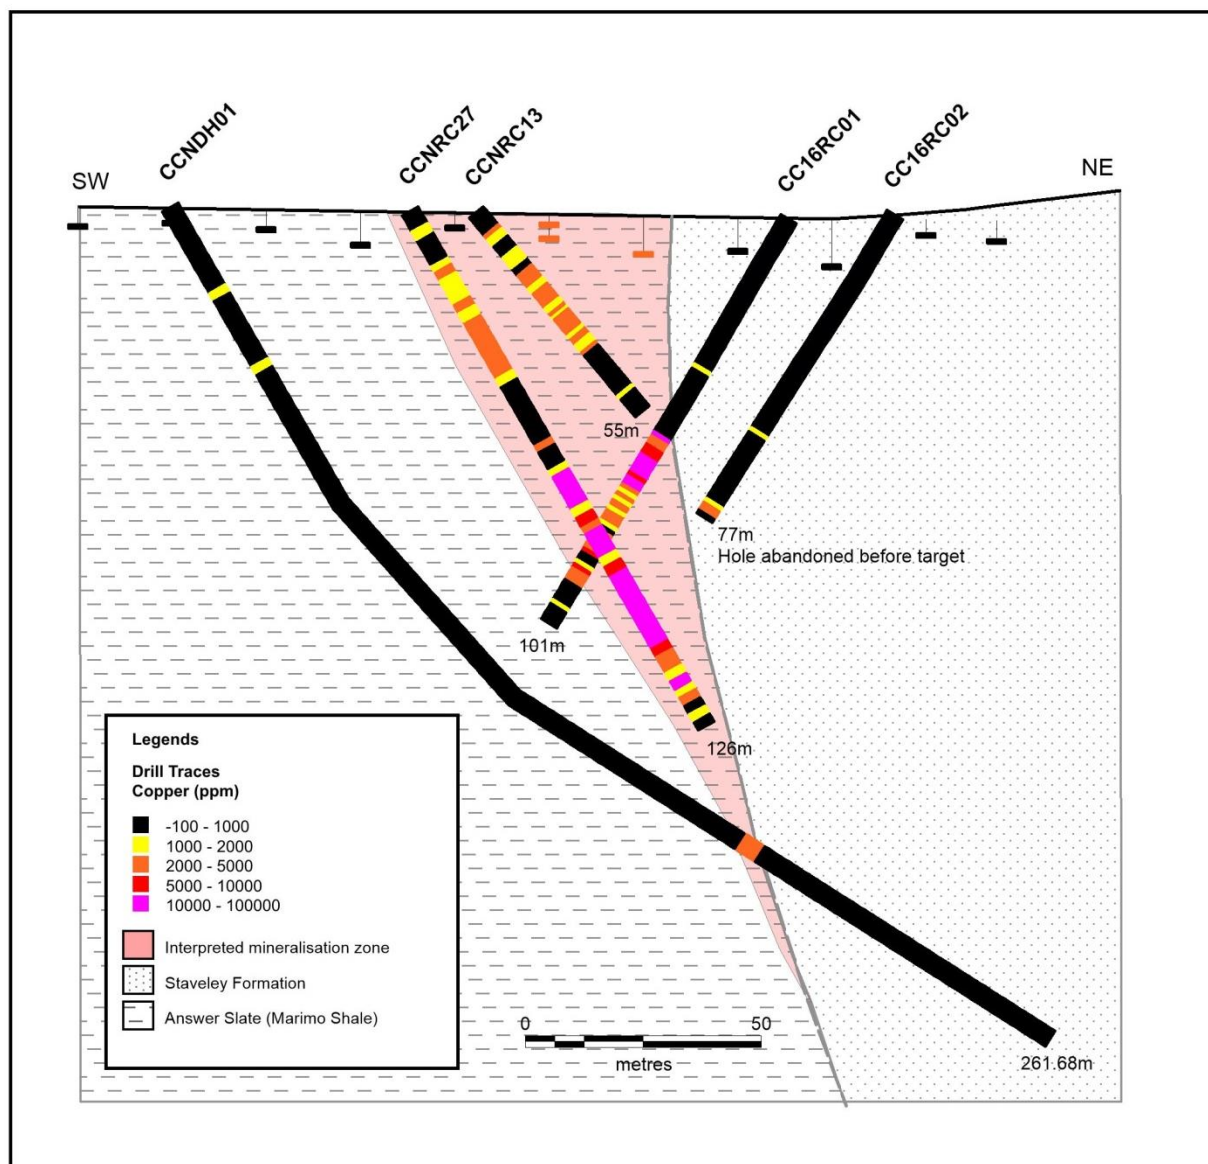 CCNDH01
CCNRC27
CCNRC13
CC16RC01
CC16RC02
SW
NE
55m
77m
Hole abandoned before target
101m
126m
Legends
Drill Traces
Copper (ppm)
-100 - 1000
1000 - 2000
2000 - 5000
5000 - 10000
10000 - 100000
Interpreted mineralisation zone
Staveley Formation
Answer Slate (Marimo Shale)
0 50
metres
261.68m